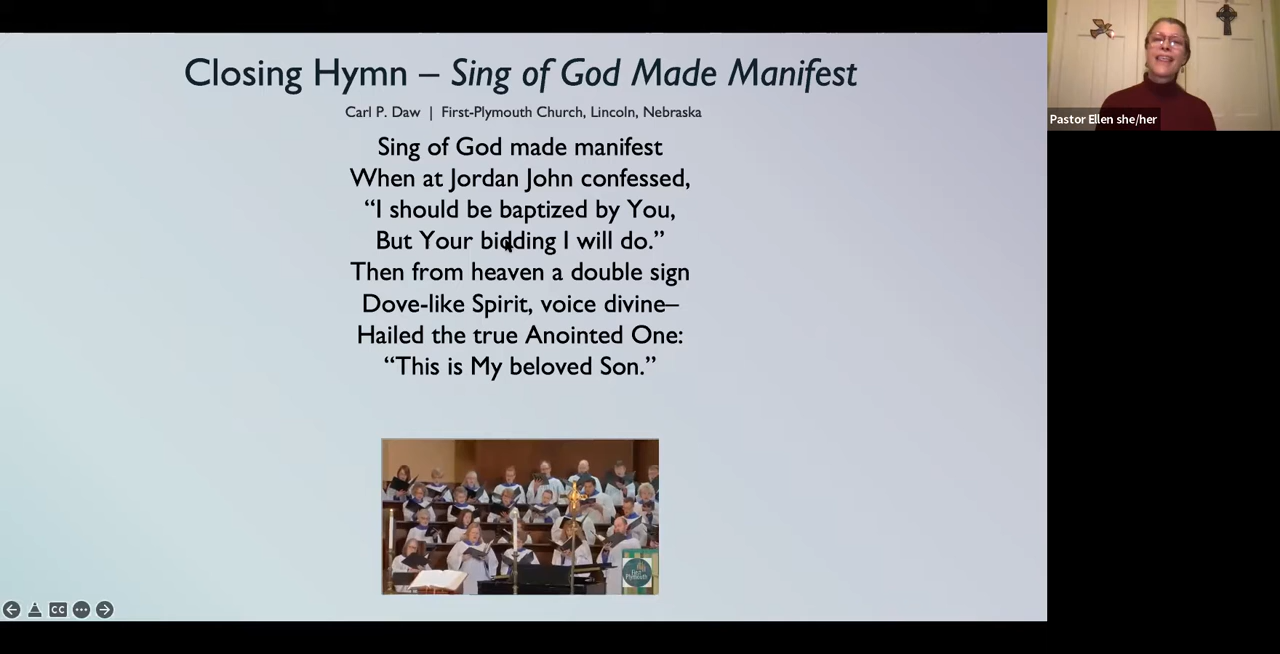 Closing Hymn – Sing of God Made Manifest
Carl P. Daw | First-Plymouth Church, Lincoln, Nebraska
Sing of God made manifest
When at Jordan John confessed,
“I should be baptized by You,
But Your bidding I will do.”
Then from heaven a double sign
Dove-like Spirit, voice divine–
Hailed the true Anointed One:
“This is My beloved Son.”
First
Plymouth
CC
Pastor Ellen she/her